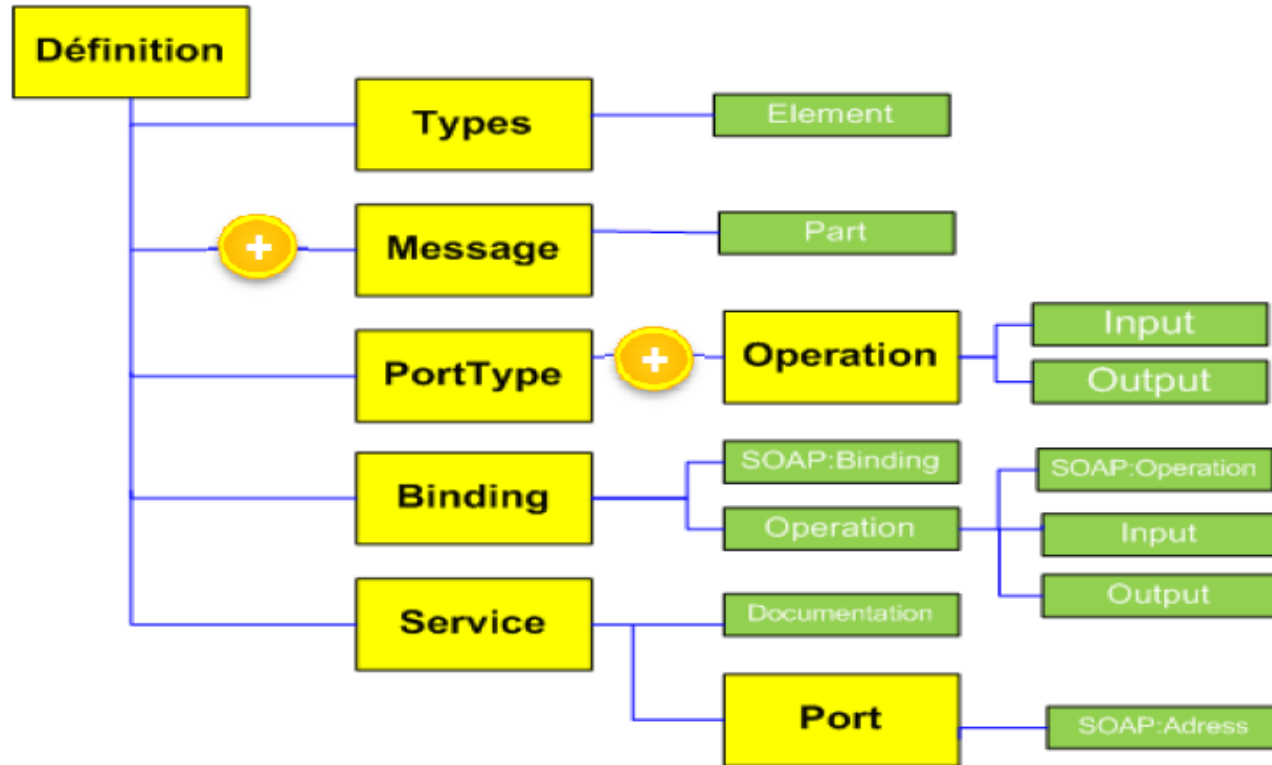 Définition
Types
Element
+
Message
Part
PortType
+
Operation
Input
Output
Binding
SOAP:Binding
Operation
SOAP:Operation
Input
Output
Service
Documentation
Port
SOAP:Adress